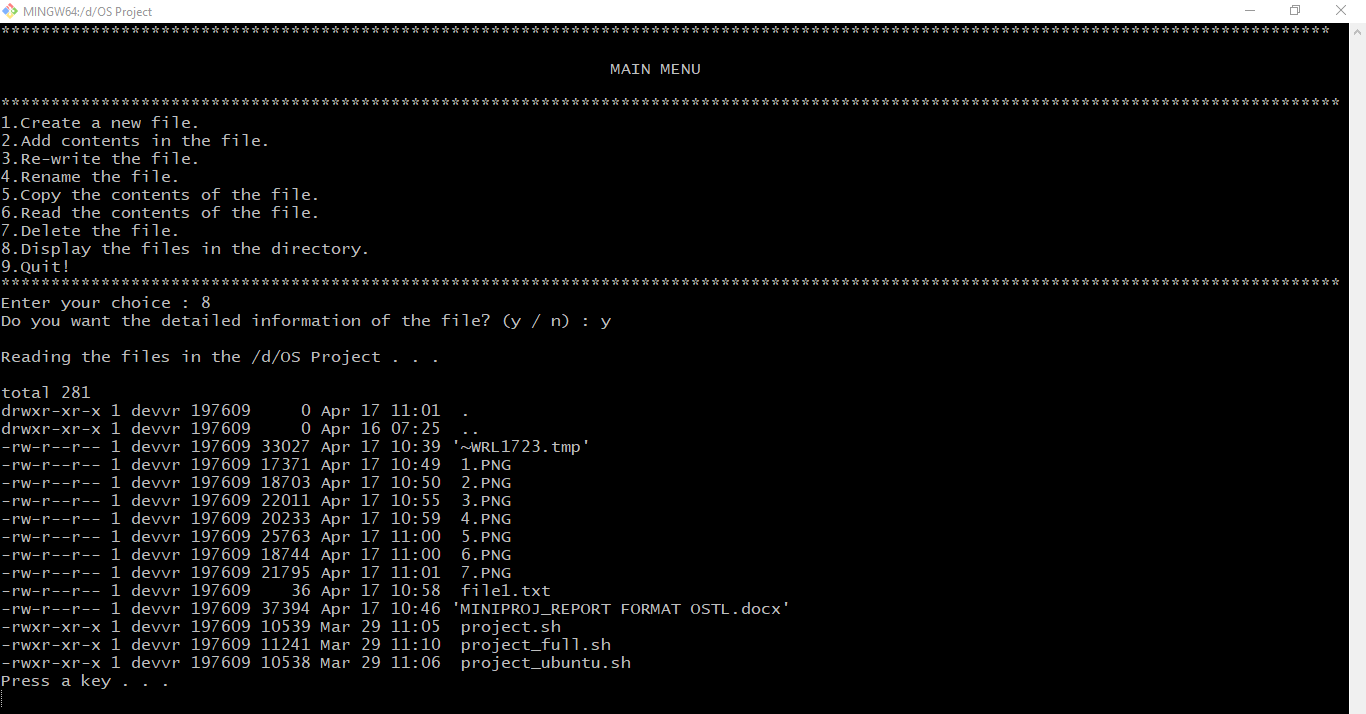 MINGW64:/d/OS Project
*************************************************************************************************************************************
MAIN MENU
**************************************************************************************************************************************
1.Create a new file.
2.Add contents in the file.
3.Re-write the file.
4.Rename the file.
5.Copy the contents of the file.
6.Read the contents of the file.
7.Delete the file.
8.Display the files in the directory.
9.Quit!
**************************************************************************************************************************************
Enter your choice : 8
Do you want the detailed information of the file? (y / n) : y
Reading the files in the /d/OS Project . . .
total 281
drwxr-xr-x 1 devvr 197609     0 Apr 17 11:01  .
drwxr-xr-x 1 devvr 197609     0 Apr 16 07:25  ..
-rw-r--r-- 1 devvr 197609 33027 Apr 17 10:39 '~WRL1723.tmp'
-rw-r--r-- 1 devvr 197609 17371 Apr 17 10:49  1.PNG
-rw-r--r-- 1 devvr 197609 18703 Apr 17 10:50  2.PNG
-rw-r--r-- 1 devvr 197609 22011 Apr 17 10:55  3.PNG
-rw-r--r-- 1 devvr 197609 20233 Apr 17 10:59  4.PNG
-rw-r--r-- 1 devvr 197609 25763 Apr 17 11:00  5.PNG
-rw-r--r-- 1 devvr 197609 18744 Apr 17 11:00  6.PNG
-rw-r--r-- 1 devvr 197609 21795 Apr 17 11:01  7.PNG
-rw-r--r-- 1 devvr 197609    36 Apr 17 10:58  file1.txt
-rw-r--r-- 1 devvr 197609 37394 Apr 17 10:46 'MINIPROJ_REPORT FORMAT OSTL.docx'
-rwxr-xr-x 1 devvr 197609 10539 Mar 29 11:05  project.sh
-rwxr-xr-x 1 devvr 197609 11241 Mar 29 11:10  project_full.sh
-rwxr-xr-x 1 devvr 197609 10538 Mar 29 11:06  project_ubuntu.sh
Press a key . . .